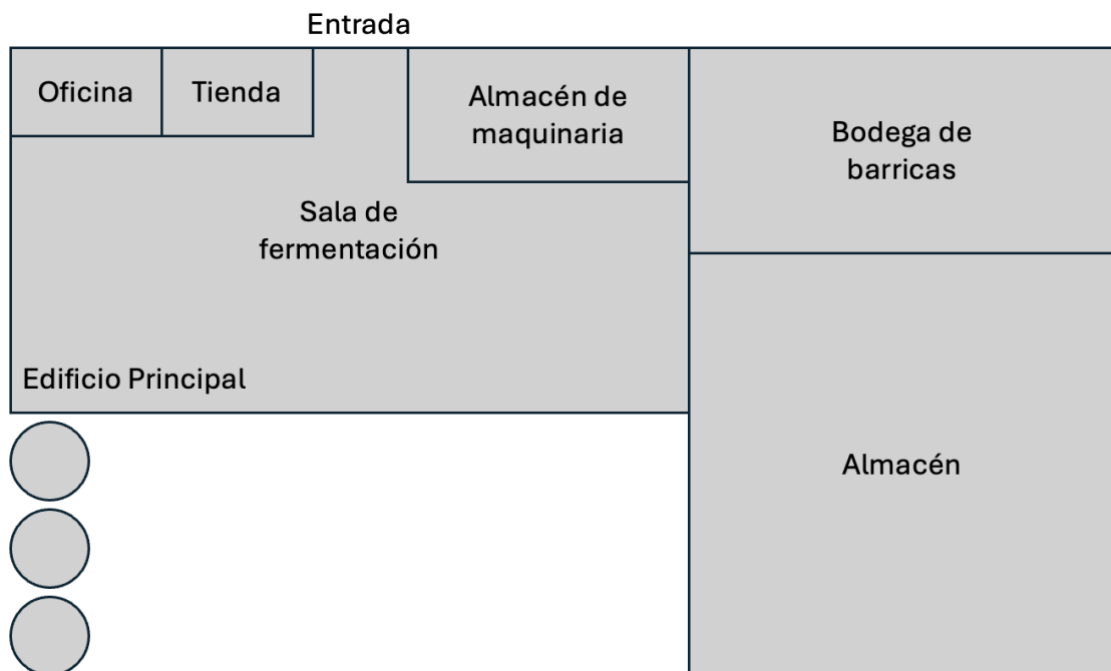 Entrada
Oficina
Tienda
Almacén de
maquinaria
Bodega de
barricas
Sala de
fermentación
Edificio Principal
Almacén